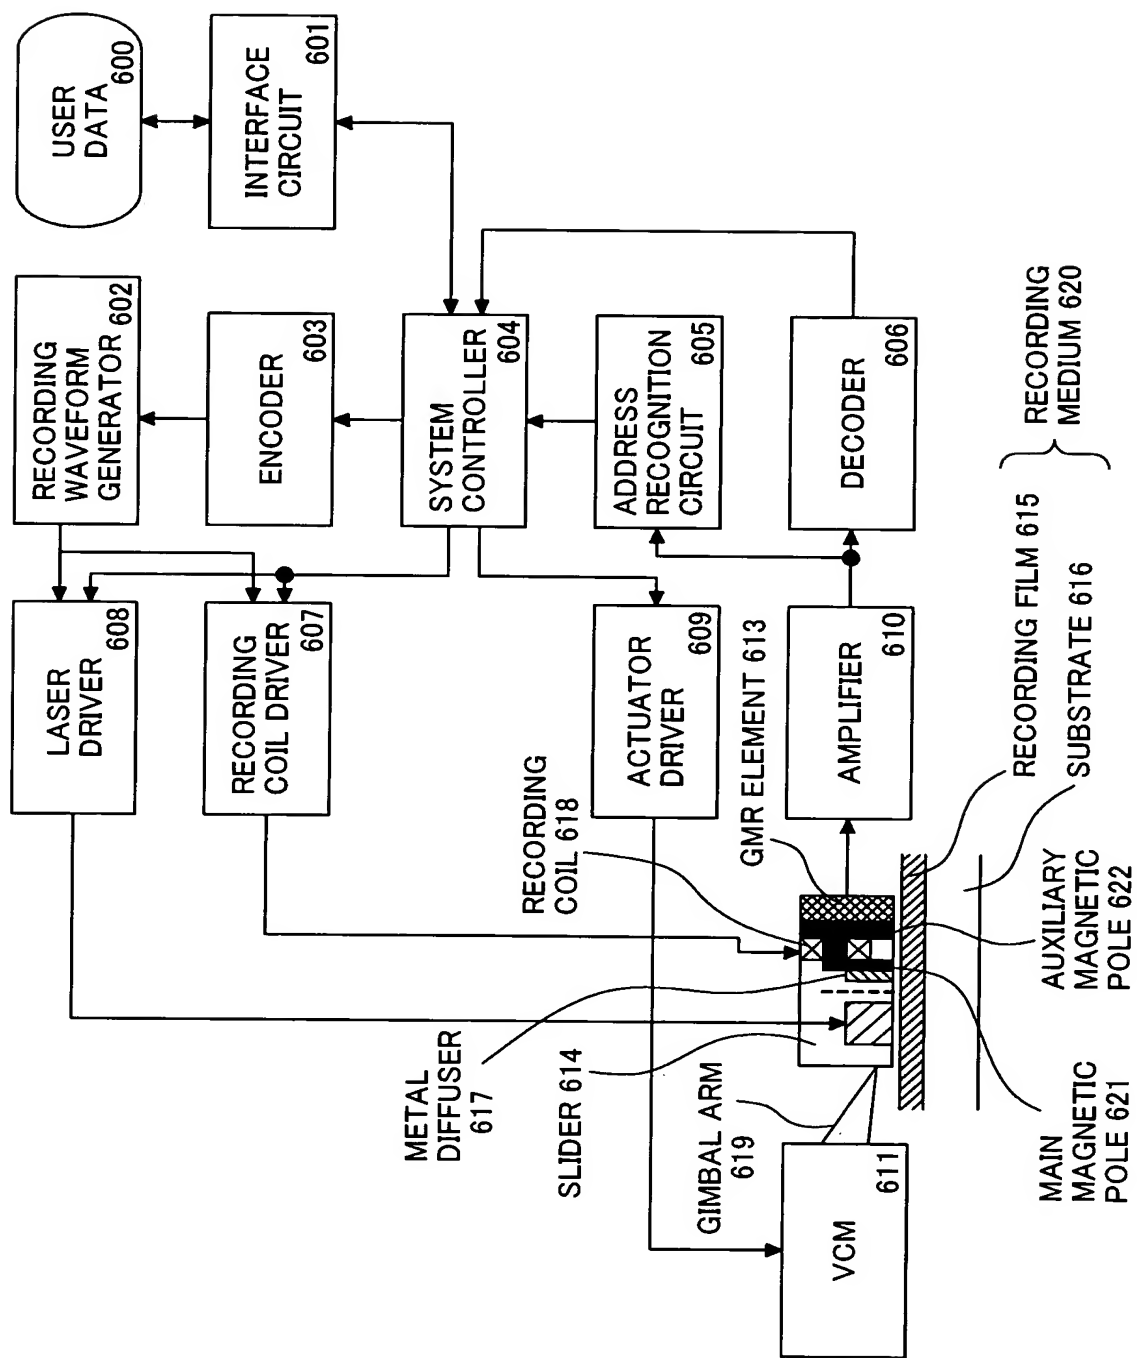 USER
DATA
600
INTERFACE
CIRCUIT
601
RECORDING
WAVEFORM
GENERATOR 602
ENCODER
603
SYSTEM
CONTROLLER
604
ADDRESS
RECOGNITION
CIRCUIT
605
DECODER
606
LASER
DRIVER
608
RECORDING
COIL DRIVER
607
ACTUATOR
DRIVER
609
AMPLIFIER
610
RECORDING
COIL 618
GMR ELEMENT 613
METAL
DIFFUSER
617
SLIDER 614
GIMBAL ARM
619
VCM
611
RECORDING
MEDIUM 620
RECORDING FILM 615
SUBSTRATE 616
AUXILIARY
MAGNETIC
POLE 622
MAIN
MAGNETIC
POLE 621